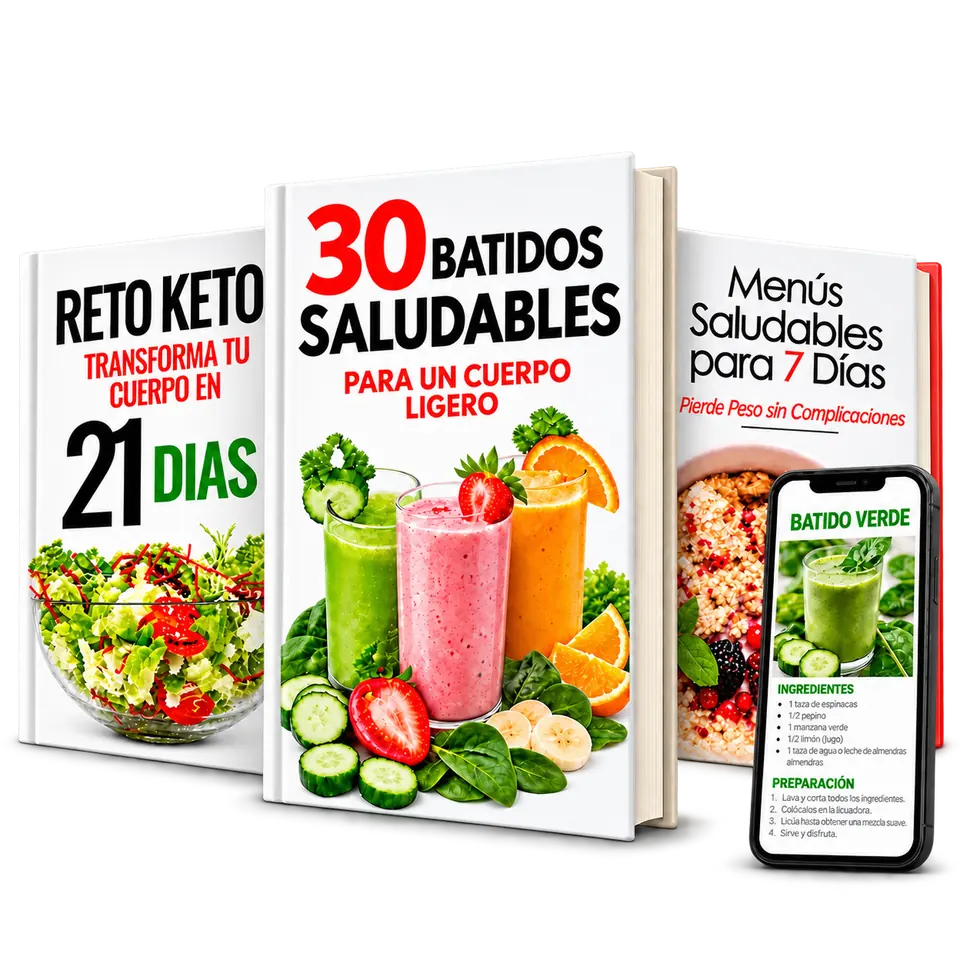 RETO KETO
TRANSFORMA TU
CUERPO EN
21 DIAS
30 BATIDOS
SALUDABLES
PARA UN CUERPO
LIGERO
Menús
Saludables
para 7 Días
Pierde Peso sin Complicaciones
BATIDO VERDE
INGREDIENTES
• 1 taza de espinacas
• 1/2 pepino
• 1 manzana verde
• 1/2 limón (jugo)
• 1 taza de agua o leche de almendras
almendras
PREPARACIÓN
1. Lava y corta todos los ingredientes.
2. Colócalos en la licuadora.
3. Licúa hasta obtener una mezcla suave.
4. Sirve y disfruta.